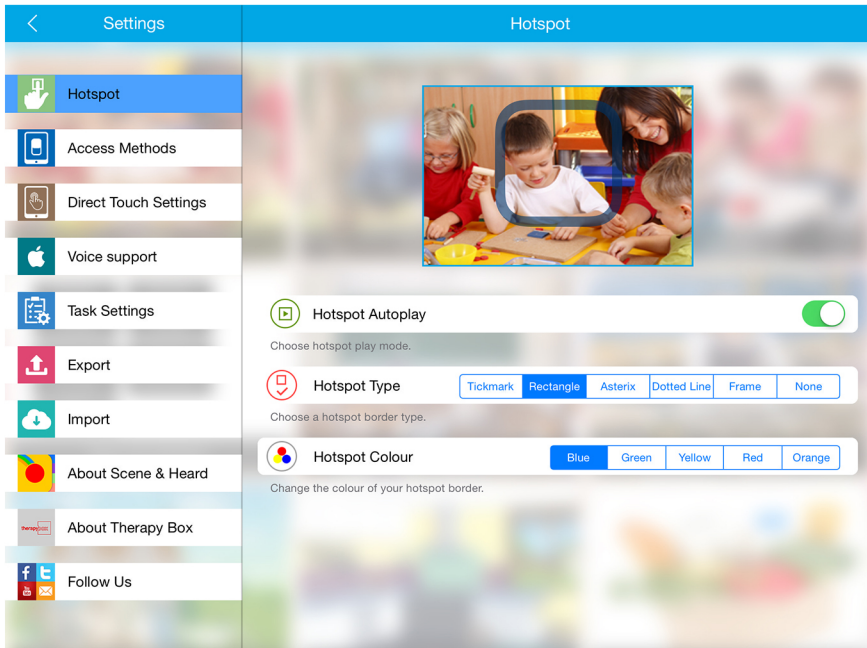 Settings
Hotspot
Hotspot
Access Methods
Direct Touch Settings
Voice support
Task Settings
Export
Import
About Scene & Heard
About Therapy Box
Follow Us
Hotspot Autoplay
Choose hotspot play mode.
Hotspot Type
Tickmark Rectangle Asterix Dotted Line Frame None
Choose a hotspot border type.
Hotspot Colour
Blue Green Yellow Red Orange
Change the colour of your hotspot border.